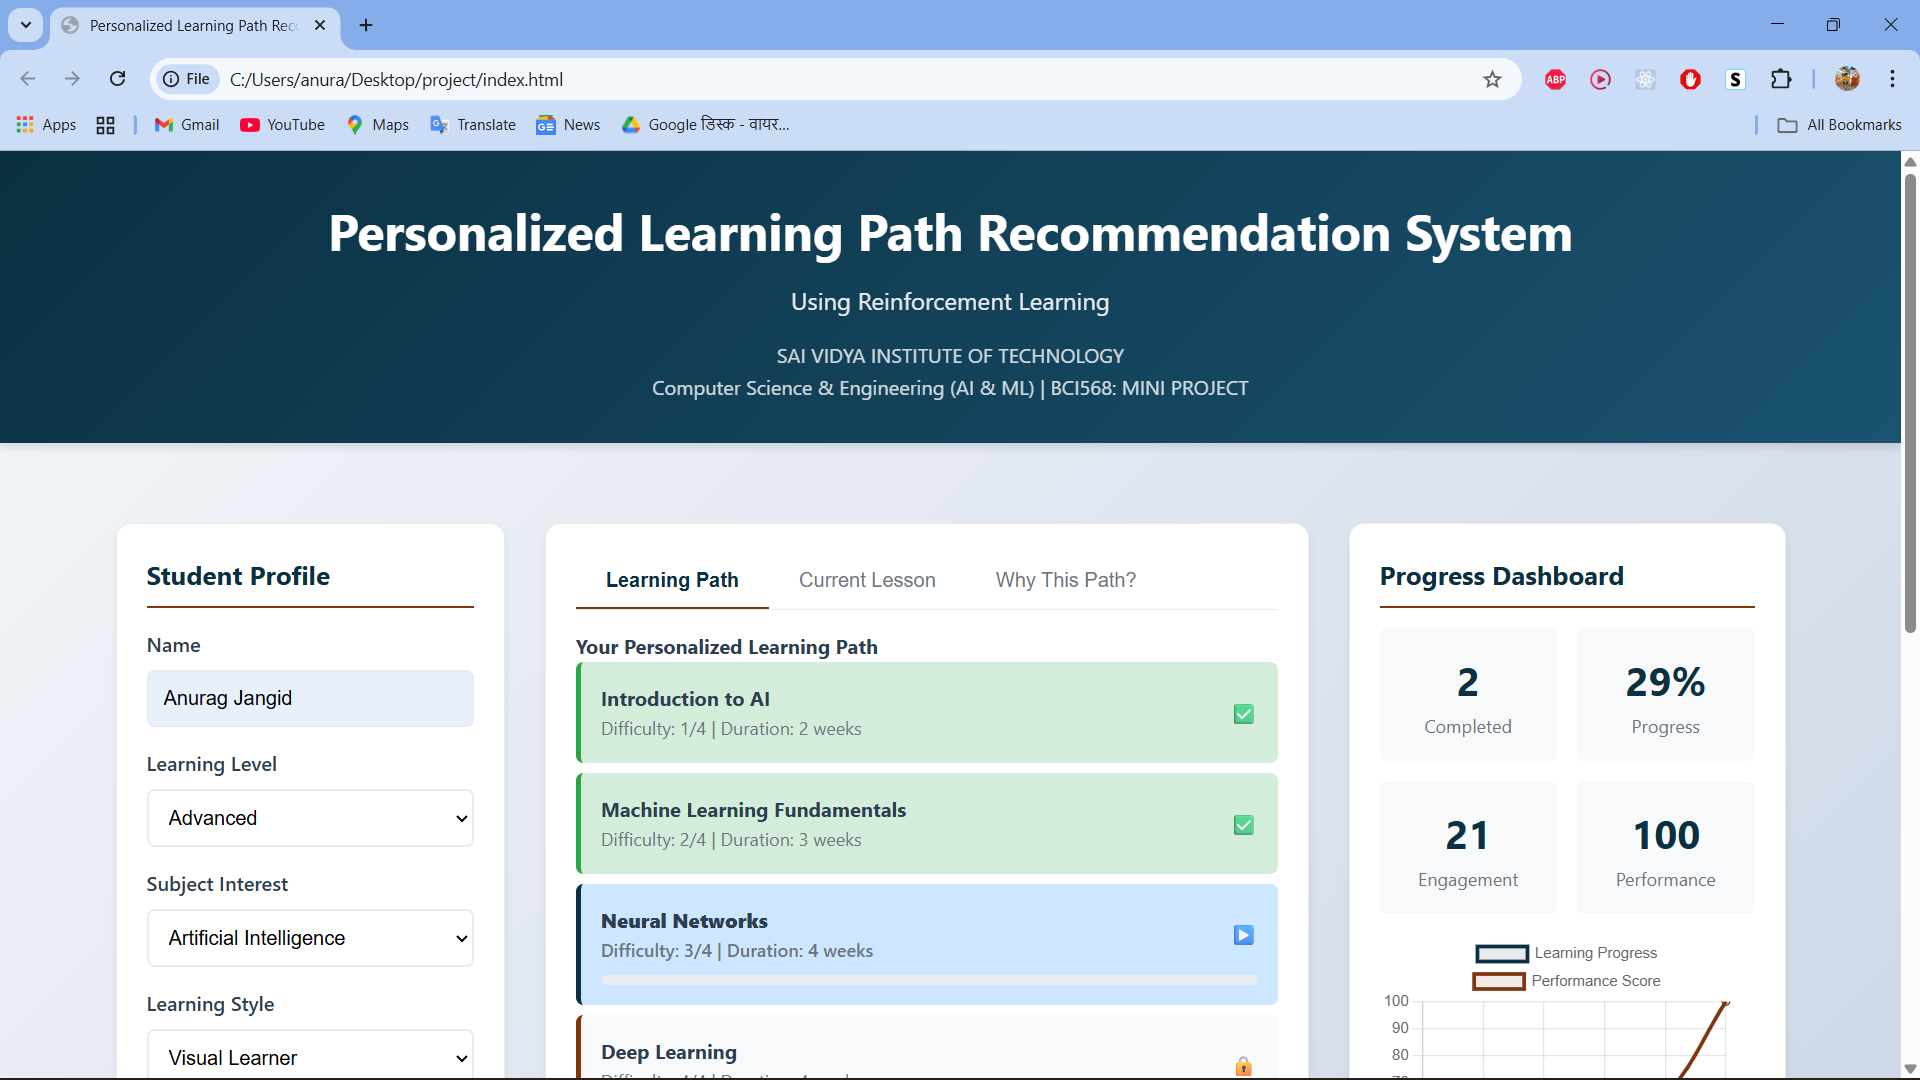 Personalized Learning Path Rec
File
C:/Users/anura/Desktop/project/index.html
ABP
S
Apps
Gmail
YouTube
Maps
Translate
News
Google डिस्क - वायर...
All Bookmarks
Personalized Learning Path Recommendation System
Using Reinforcement Learning
SAI VIDYA INSTITUTE OF TECHNOLOGY
Computer Science & Engineering (AI & ML) | BCI568: MINI PROJECT
Student Profile
Name
Anurag Jangid
Learning Level
Advanced
Subject Interest
Artificial Intelligence
Learning Style
Visual Learner
Learning Path
Current Lesson
Why This Path?
Your Personalized Learning Path
Introduction to AI
Difficulty: 1/4 | Duration: 2 weeks
Machine Learning Fundamentals
Difficulty: 2/4 | Duration: 3 weeks
Neural Networks
Difficulty: 3/4 | Duration: 4 weeks
Deep Learning
Progress Dashboard
2
Completed
29%
Progress
21
Engagement
100
Performance
Learning Progress
Performance Score
100
90
80